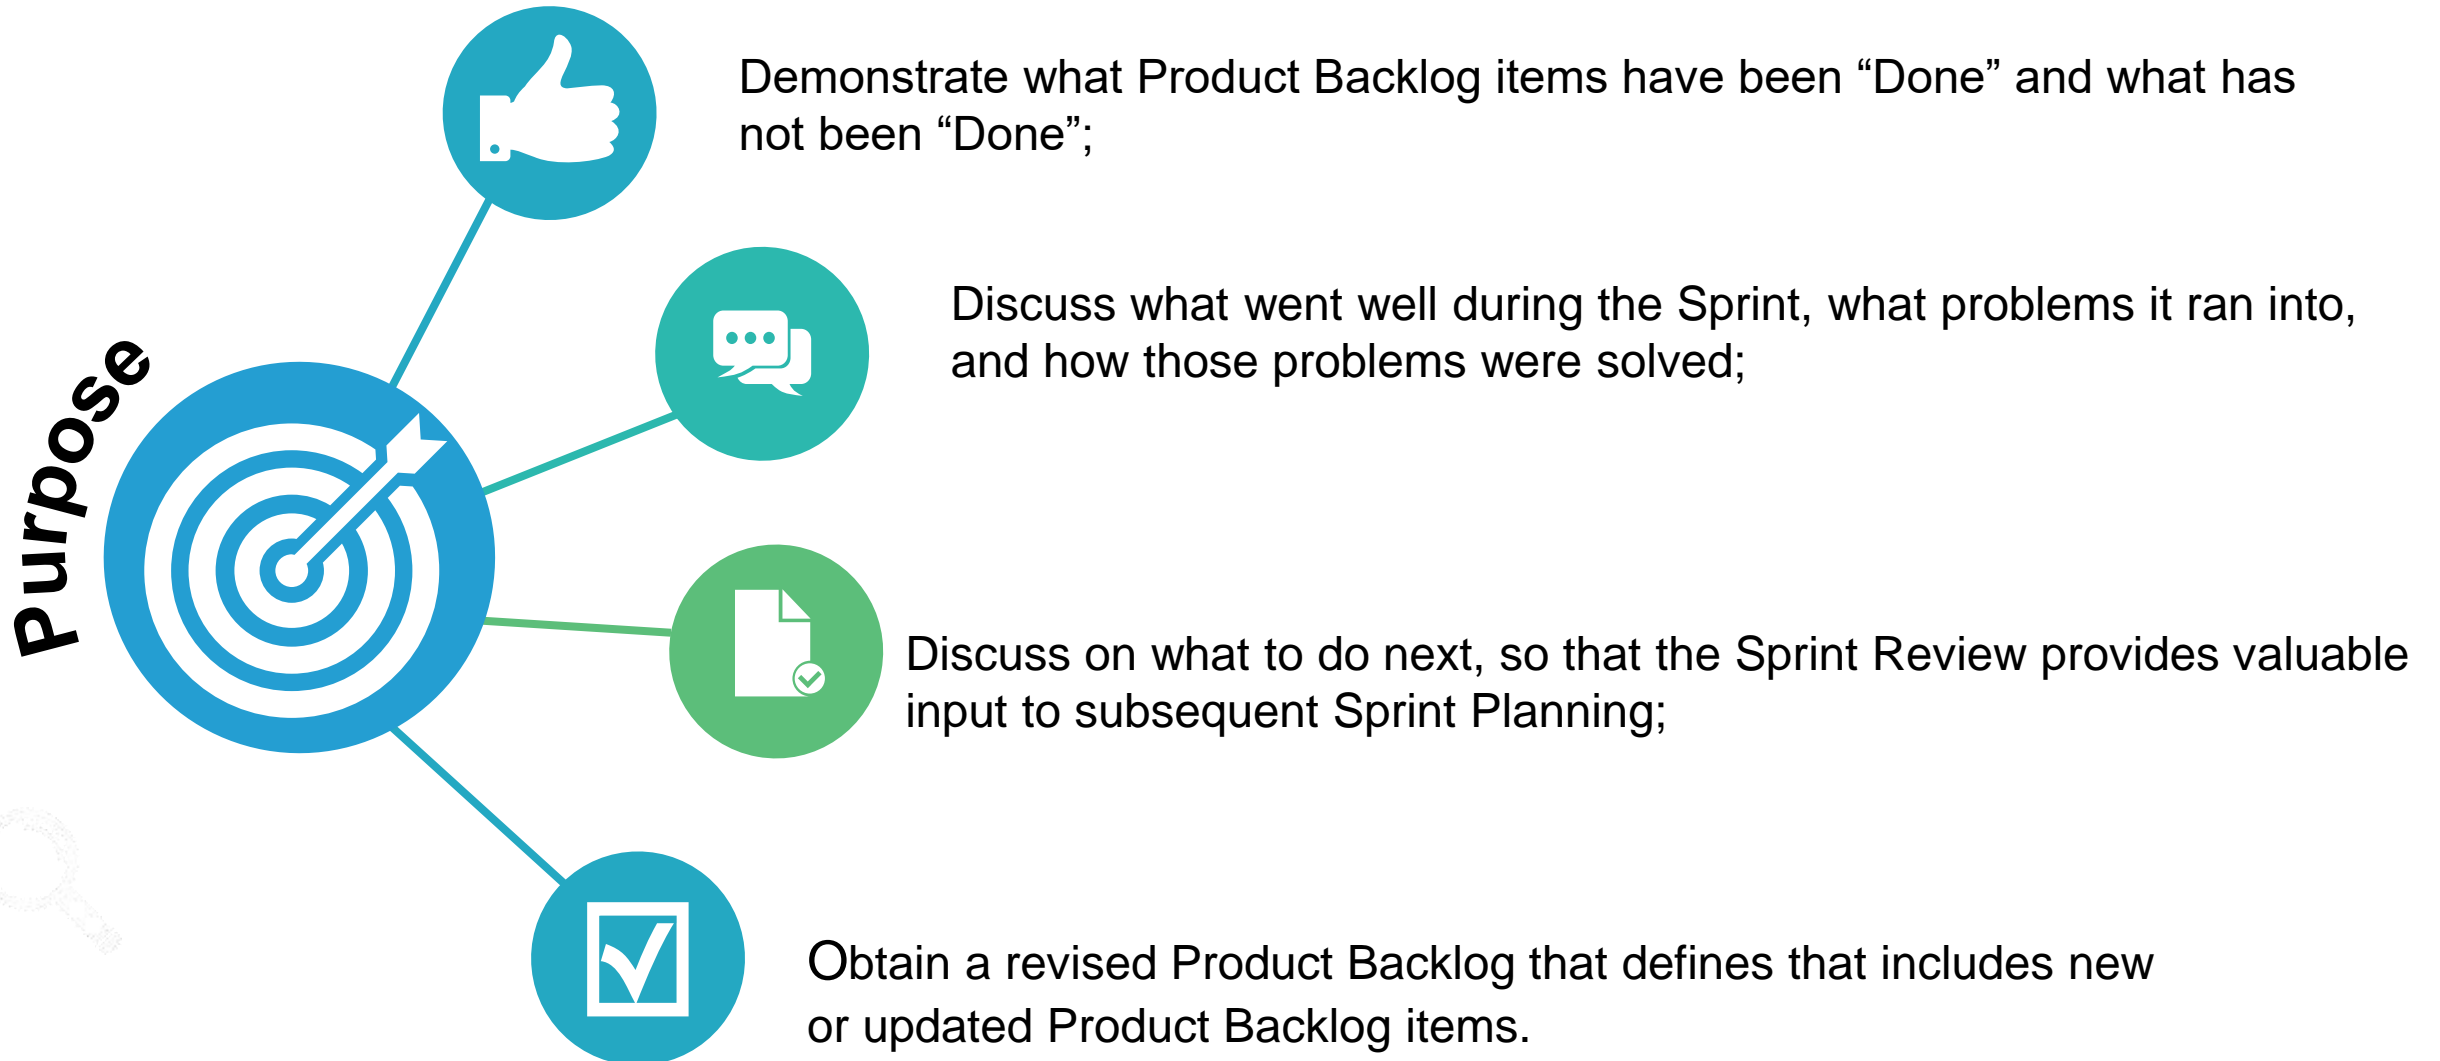 Purpose
Demonstrate what Product Backlog items have been “Done” and what has
not been “Done”;
Discuss what went well during the Sprint, what problems it ran into,
and how those problems were solved;
Discuss on what to do next, so that the Sprint Review provides valuable
input to subsequent Sprint Planning;
Obtain a revised Product Backlog that defines that includes new
or updated Product Backlog items.